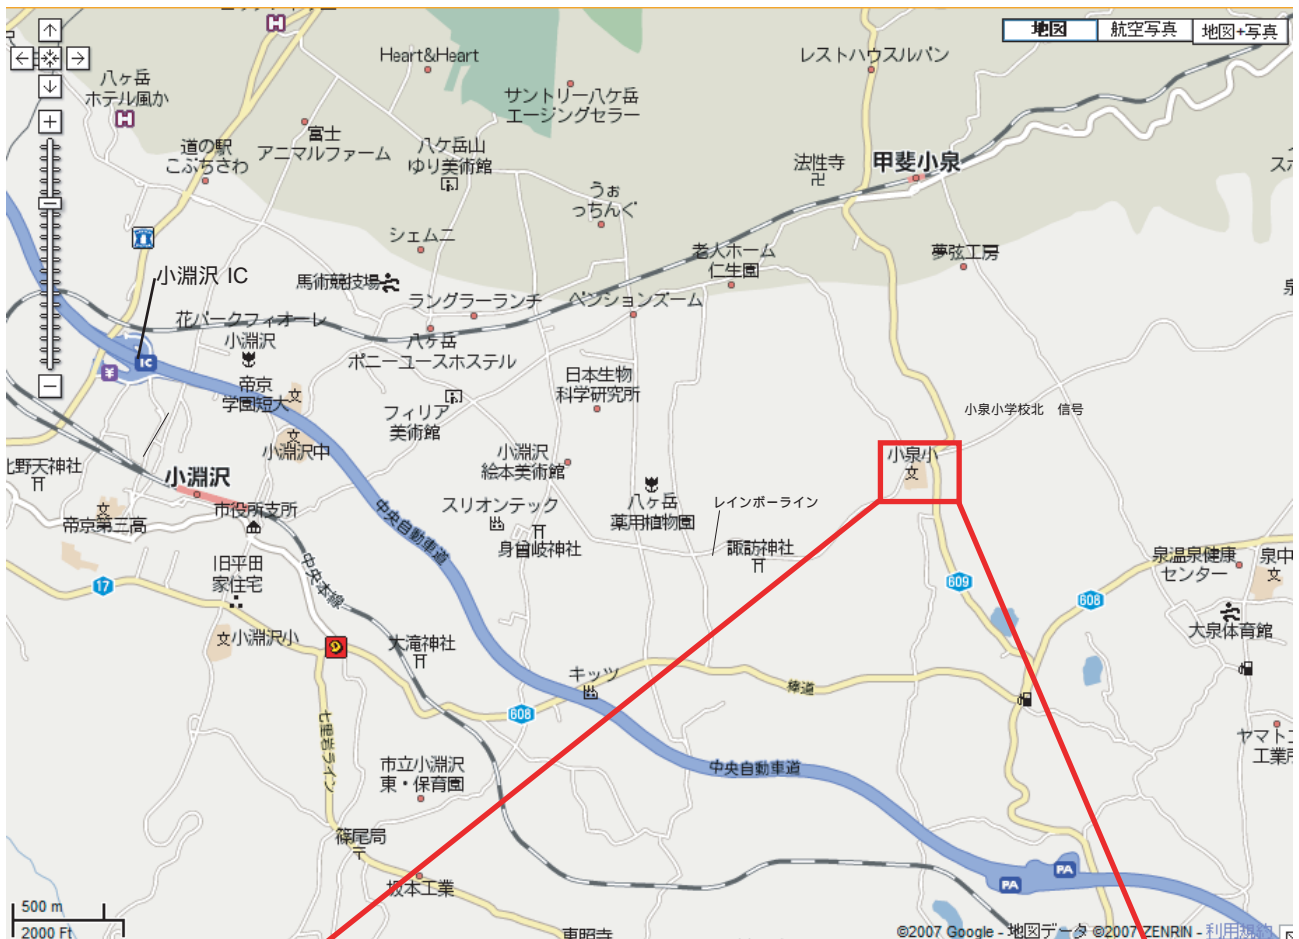 地図
航空写真
地図+写真
Heart&Heart
レストハウスルパン
八ヶ岳
ホテル風か
サントリー八ケ岳
エージングセラー
富士
アニマルファーム
道の駅
こぶちさわ
八ケ岳山
ゆり美術館
法性寺
甲斐小泉
うぉ
っちんぐ
シェムニ
老人ホーム
仁生園
夢弦工房
小淵沢 IC
馬術競技場
ラングラーランチ
ペンションズーム
花パークフィオーレ
小淵沢
八ヶ岳
ポニーユースホステル
IC
¥
帝京
学園短大
文
日本生物
科学研究所
フィリア
美術館
小泉小学校北 信号
文
小淵沢中
小淵沢
絵本美術館
小泉小
文
北野天神社
小淵沢
スリオンテック
八ヶ岳
薬用植物園
レインボーライン
文
帝京第三高
市役所支所
中央自動車道
身曾岐神社
諏訪神社
旧平田
家住宅
中央本線
泉温泉健康
センター
泉中
文
17
609
608
大泉体育館
文小淵沢小
大滝神社
キッツ
棒道
608
七里岩ライン
ヤマト工
工業所
市立小淵沢
東・保育園
中央自動車道
篠尾局
〒
坂本工業
PA
PA
500 m
2000 Ft
東照寺
©2007 Google - 地図データ ©2007 ZENRIN - 利用規約